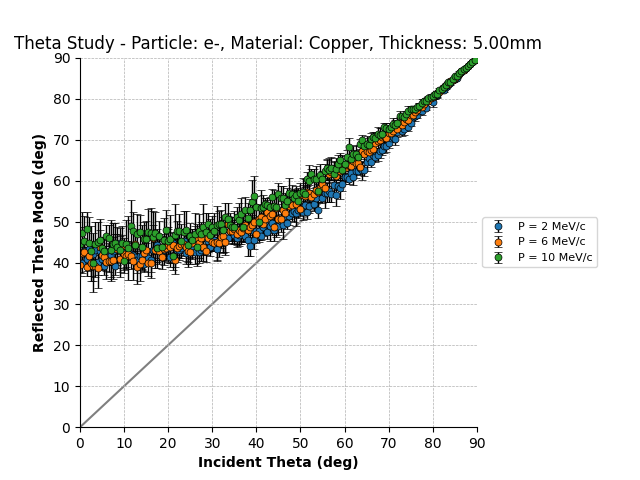 Theta Study - Particle: e-, Material: Copper, Thickness: 5.00mm
90
80
70
60
50
40
30
20
10
0
Reflected Theta Mode (deg)
0 10 20 30 40 50 60 70 80 90
Incident Theta (deg)
P = 2 MeV/c
P = 6 MeV/c
P = 10 MeV/c